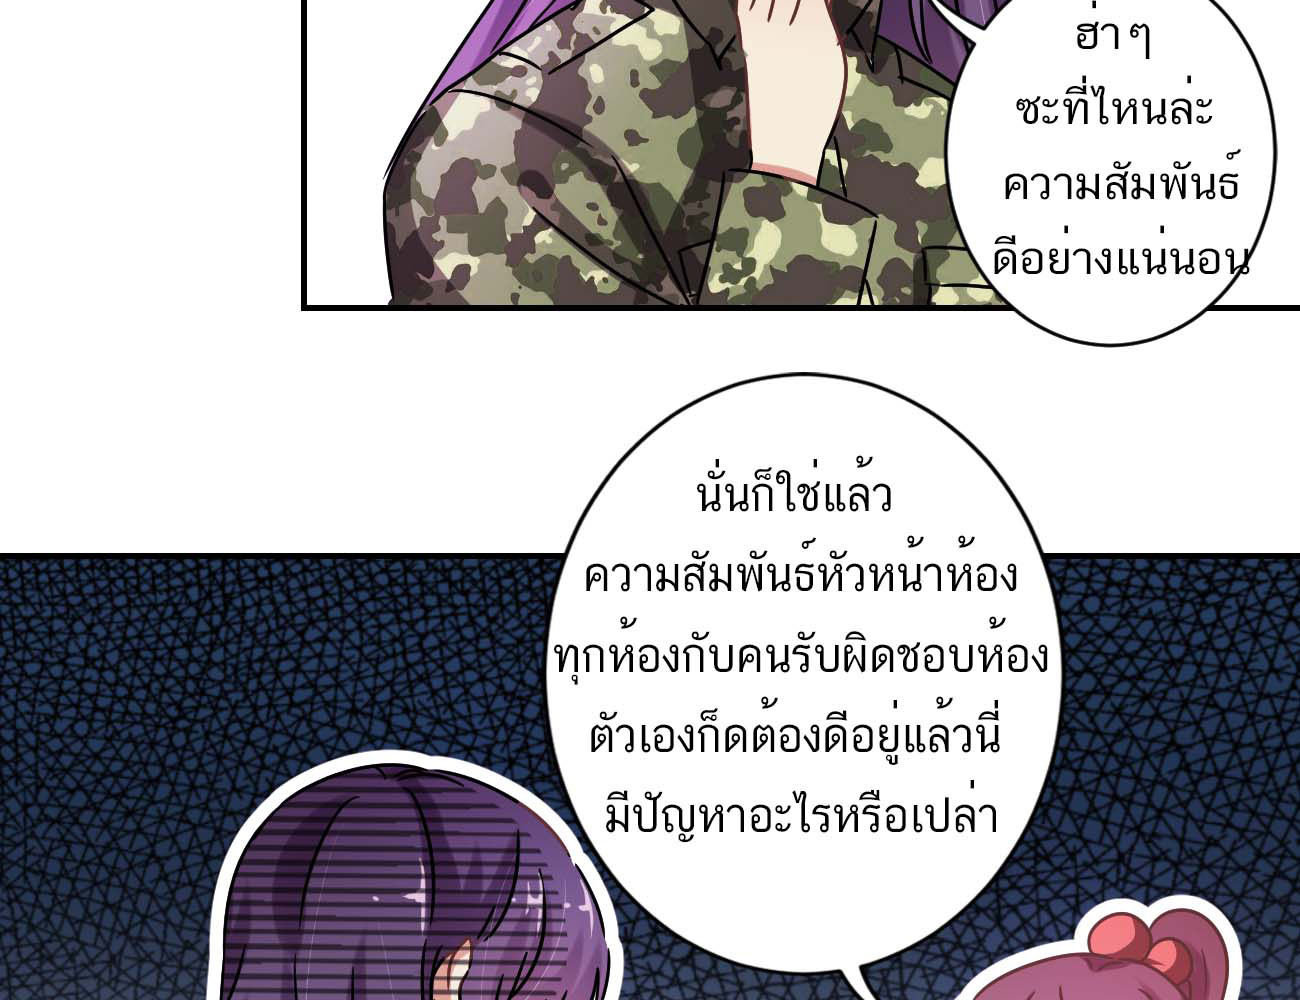 ฮ่าๆ
ซะที่ไหนล่ะ
ความสัมพันธ์
ดีอย่างแน่นอน
นั่นก็ใช่แล้ว
ความสัมพันธ์หัวหน้าห้อง
ทุกห้องกับคนรับผิดชอบห้อง
ตัวเองก็ดต้องดีอยู่แล้วนี่
มีปัญหาอะไรหรือเปล่า